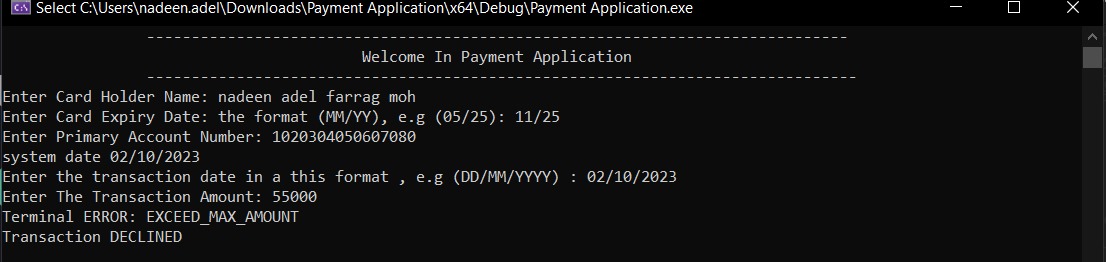 Select C:\Users\nadeen.adel\Downloads\Payment Application\x64\Debug\Payment Application.exe
------------------------------------------------------------------------------
Welcome In Payment Application
-------------------------------------------------------------------------------
Enter Card Holder Name: nadeen adel farrag moh
Enter Card Expiry Date: the format (MM/YY), e.g (05/25): 11/25
Enter Primary Account Number: 1020304050607080
system date 02/10/2023
Enter the transaction date in a this format , e.g (DD/MM/YYYY) : 02/10/2023
Enter The Transaction Amount: 55000
Terminal ERROR: EXCEED_MAX_AMOUNT
Transaction DECLINED